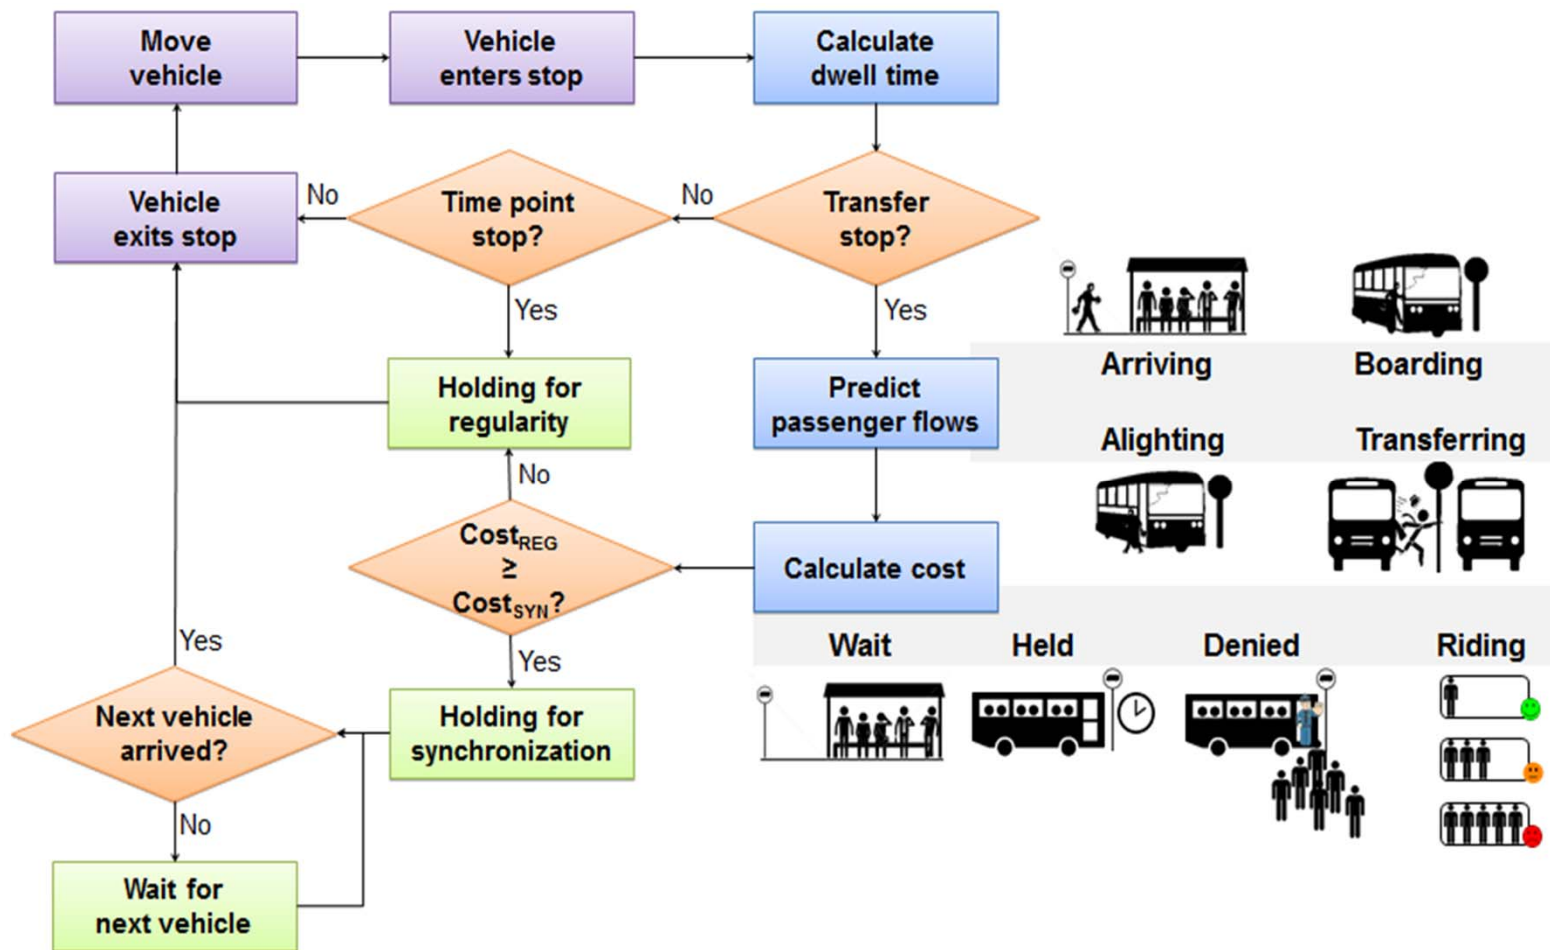 Move
vehicle
Vehicle
enters stop
Calculate
dwell time
Vehicle
exits stop
No
Time point
stop?
No
Transfer
stop?
Yes
Yes
Holding for
regularity
Predict
passenger flows
Arriving
Boarding
Alighting
Transferring
No
Cost_REG
≥
Cost_SYN?
Calculate cost
Yes
Yes
Wait
Held
Denied
Riding
Next vehicle
arrived?
Holding for
synchronization
No
Wait for
next vehicle